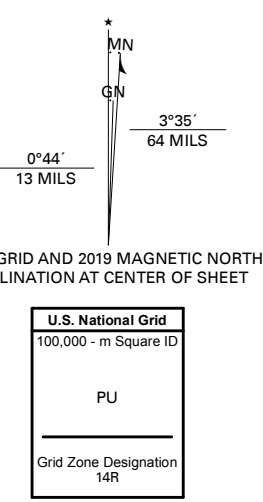 ★
MN
GN
3°35´
64 MILS
0°44´
13 MILS
GRID AND 2019 MAGNETIC NORTH
LINATION AT CENTER OF SHEET
U.S. National Grid
100,000 - m Square ID
PU
Grid Zone Designation
14R